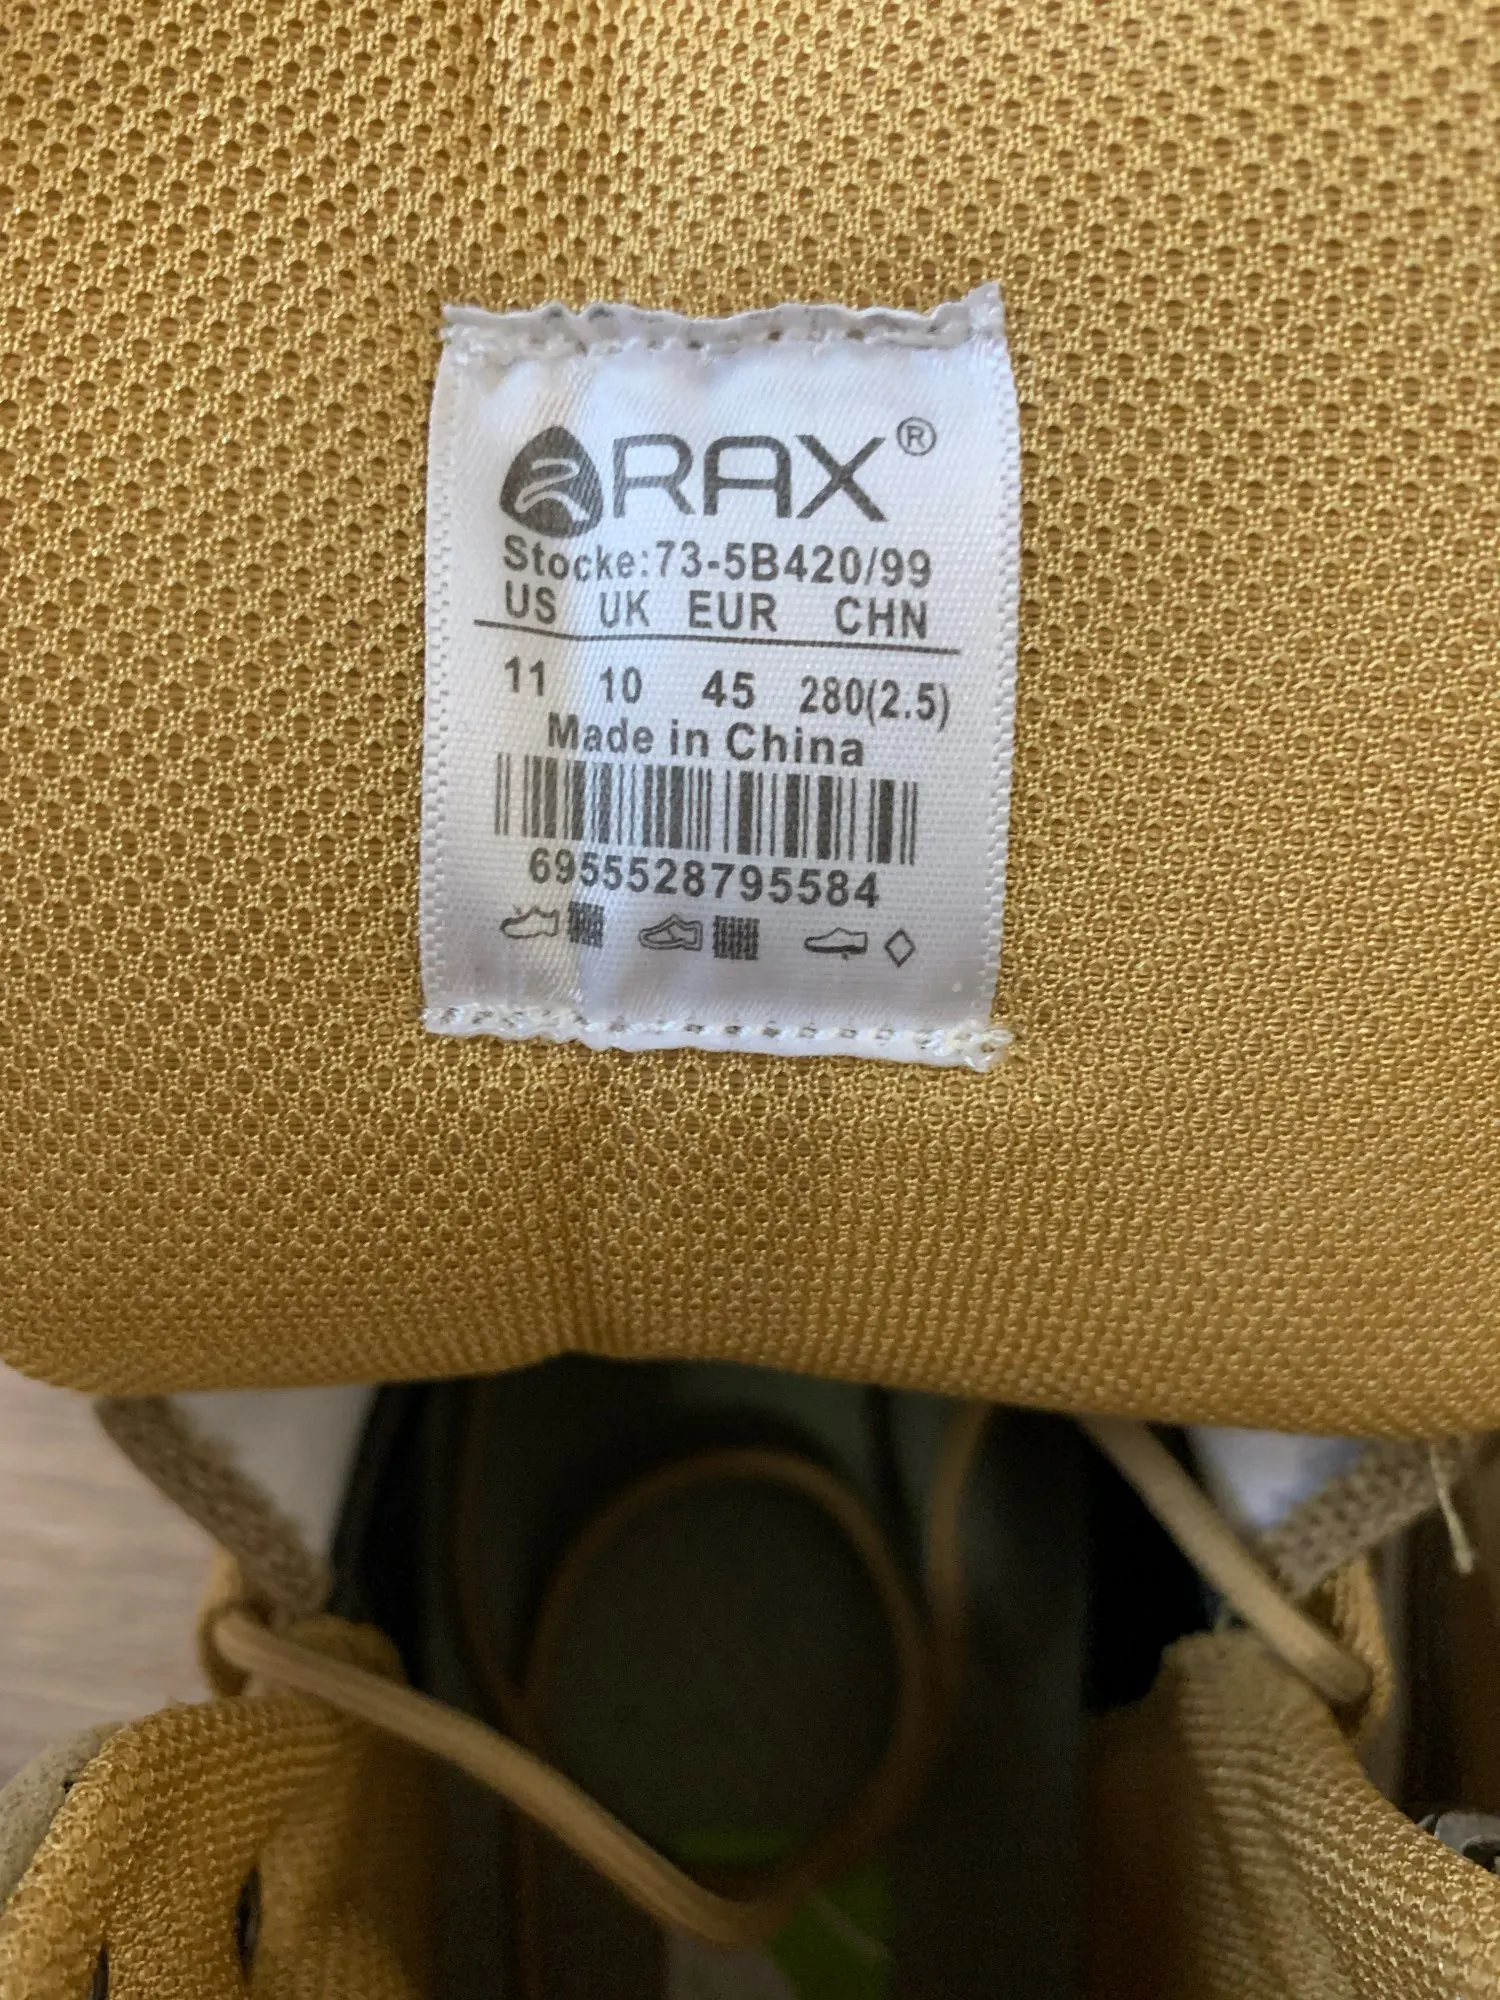 RAX®
Stocke:73-5B420/99
US UK EUR CHN
11 10 45 280(2.5)
Made in China
6955528795584